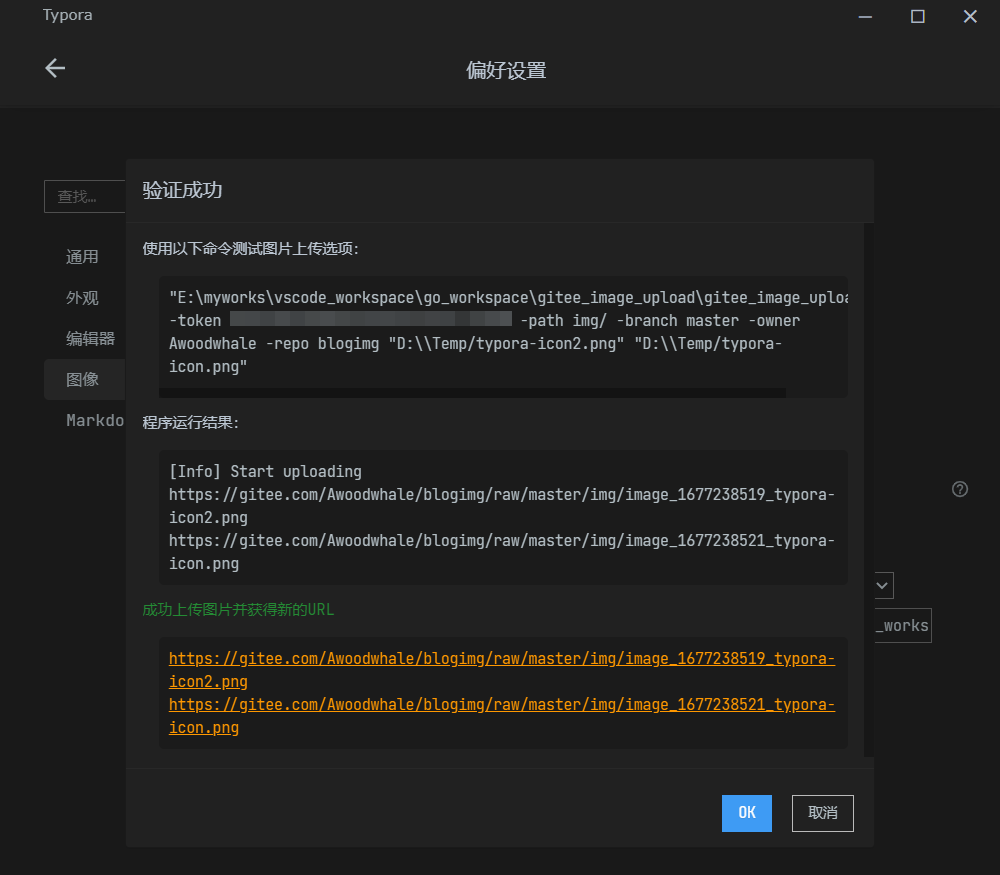 Typora
偏好设置
查找…
通用
外观
编辑器
图像
Markdo
验证成功
使用以下命令测试图片上传选项：
"E:\myworks\vscode_workspace\go_workspace\gitee_image_upload\gitee_image_uploa
-token -path img/ -branch master -owner
Awoodwhale -repo blogimg "D:\\Temp/typora-icon2.png" "D:\\Temp/typora-
icon.png"
程序运行结果：
[Info] Start uploading
https://gitee.com/Awoodwhale/blogimg/raw/master/img/image_1677238519_typora-
icon2.png
https://gitee.com/Awoodwhale/blogimg/raw/master/img/image_1677238521_typora-
icon.png
成功上传图片并获得新的URL
https://gitee.com/Awoodwhale/blogimg/raw/master/img/image_1677238519_typora-
icon2.png
https://gitee.com/Awoodwhale/blogimg/raw/master/img/image_1677238521_typora-
icon.png
_works
OK
取消